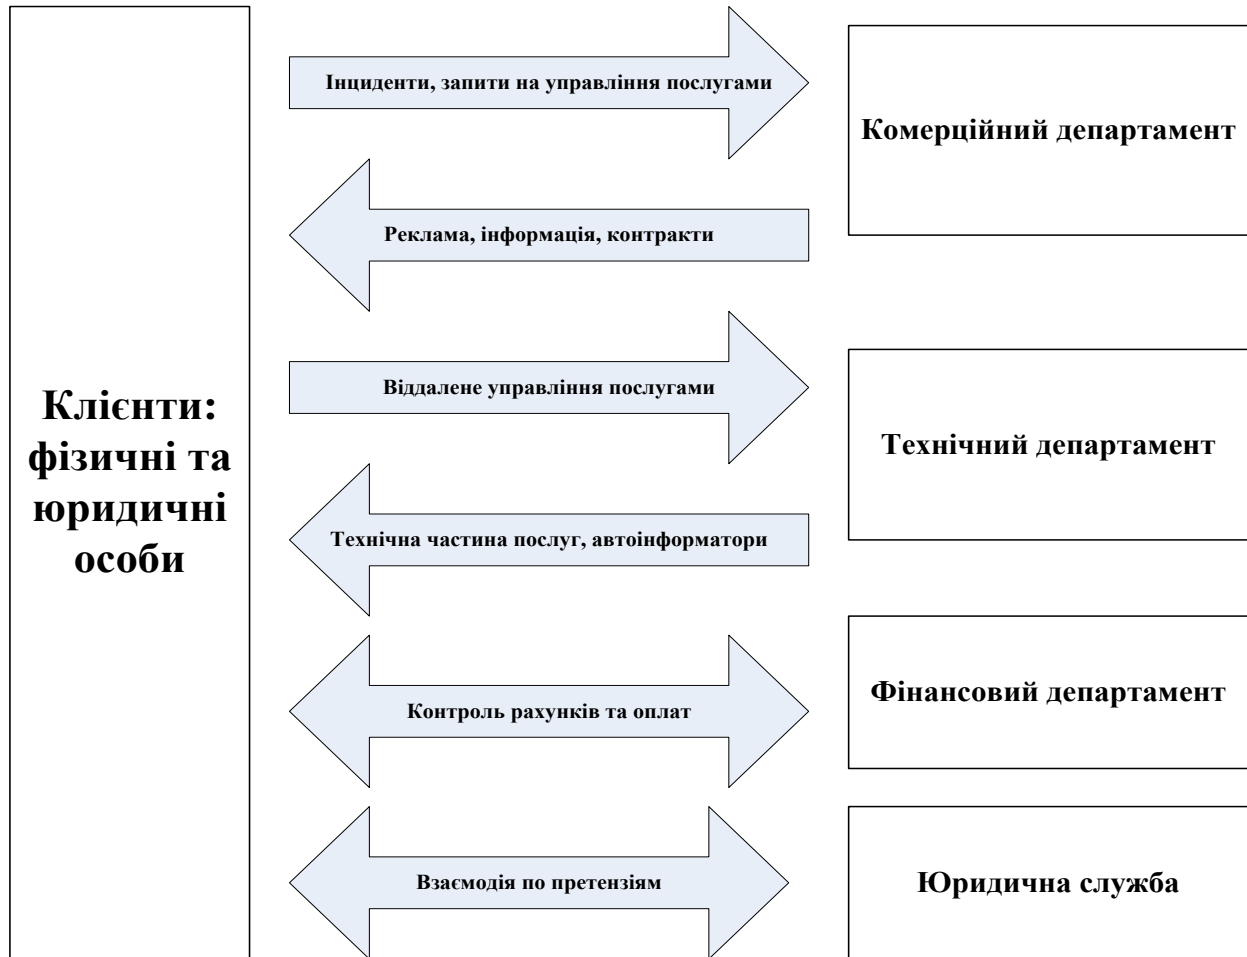 Інциденти, запити на управління послугами
Комерційний департамент
Реклама, інформація, контракти
Клієнти:
фізичні та
юридичні
особи
Віддалене управління послугами
Технічний департамент
Технічна частина послуг, автоінформатори
Контроль рахунків та оплат
Фінансовий департамент
Взаємодія по претензіям
Юридична служба